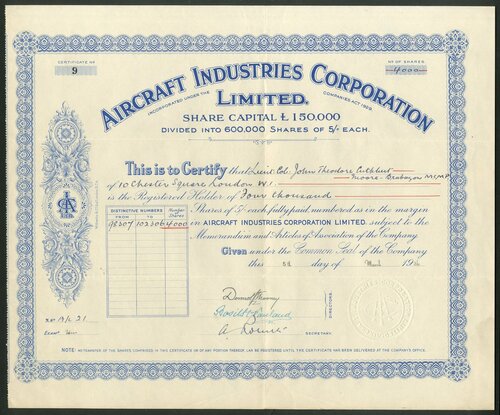 CERTIFICATE Nº
9
Nº OF SHARES.
4000
AIRCRAFT INDUSTRIES CORPORATION
INCORPORATED UNDER THE COMPANIES ACT 1929.
LIMITED.
SHARE CAPITAL £150,000
DIVIDED INTO 600,000 SHARES OF 5/- EACH.
This is to Certify that Lieut Col. John Theodore Cuthbert
Moore-Brabazon M.C. M.P.
of 10 Chester Square London W1.
is the Registered Holder of Four thousand
DISTINCTIVE NUMBERS
FROM TO
Number of Shares
Shares of 5/- each, fully paid, numbered as in the margin
98307 102306 4000
in AIRCRAFT INDUSTRIES CORPORATION LIMITED, subject to the
Memorandum and Articles of Association of the Company.
Given under the Common Seal of the Company
this 5th day of March 19
DIRECTORS.
SECRETARY.
NOTE: NO TRANSFER OF THE SHARES COMPRISED IN THIS CERTIFICATE OR OF ANY PORTION THEREOF, CAN BE REGISTERED UNTIL THIS CERTIFICATE HAS BEEN DELIVERED AT THE COMPANY'S OFFICE.